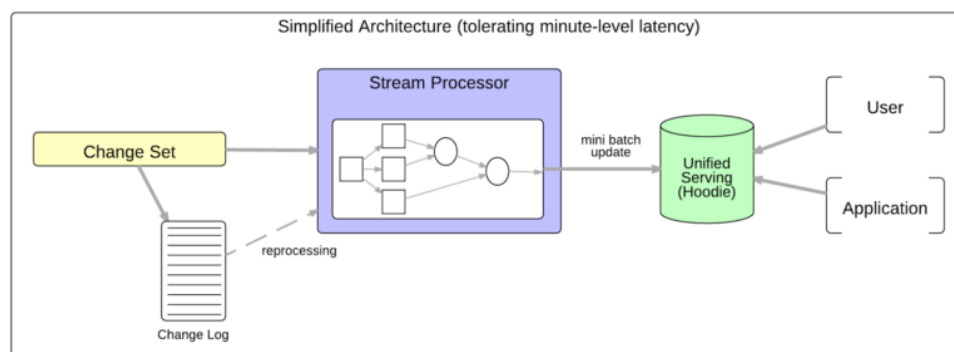 Simplified Architecture (tolerating minute-level latency)
Stream Processor
Change Set
mini batch
update
Unified
Serving
(Hoodie)
User
Application
reprocessing
Change Log